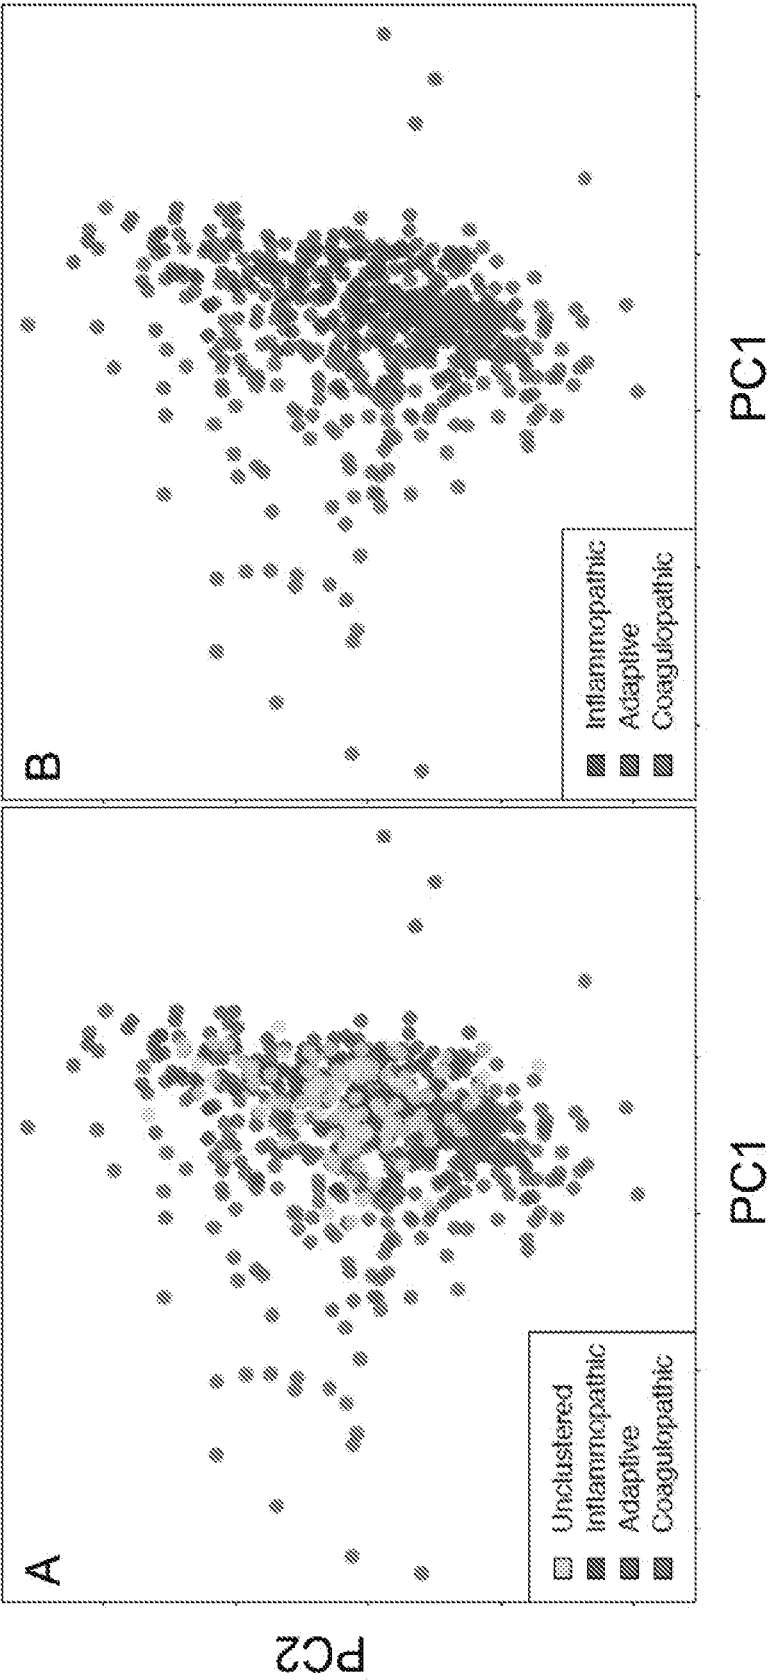 A
Unclustered
Inflammopathic
Adaptive
Coagulopathic
PC2
PC1
B
Inflammopathic
Adaptive
Coagulopathic
PC1